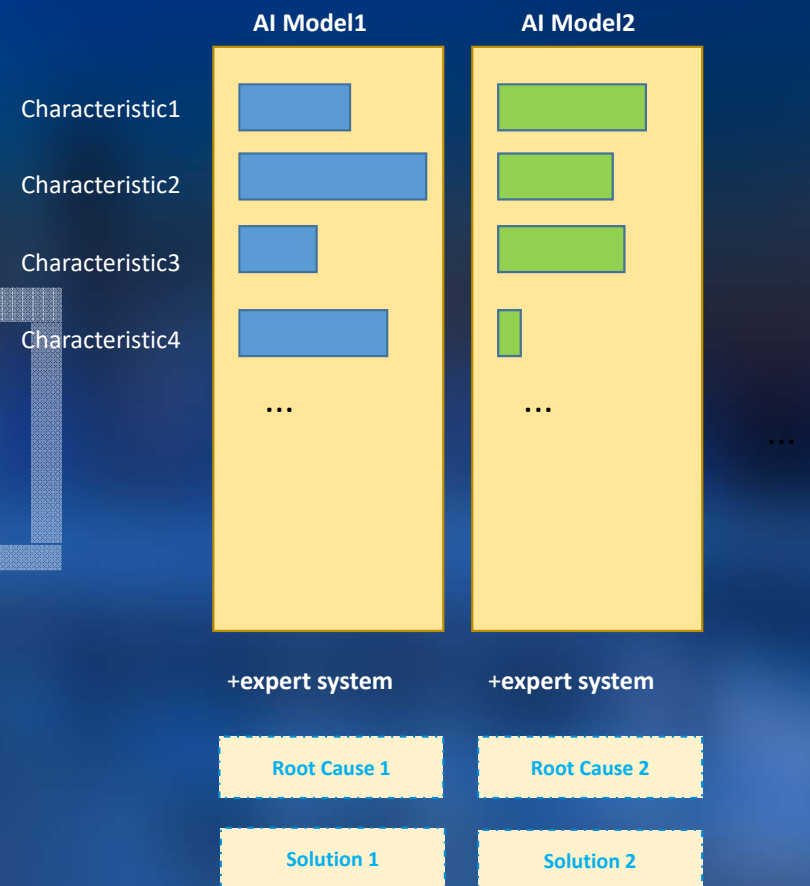 AI Model1 AI Model2
Characteristic1
Characteristic2
Characteristic3
Characteristic4
... ...
...
+expert system +expert system
Root Cause 1 Root Cause 2
Solution 1 Solution 2